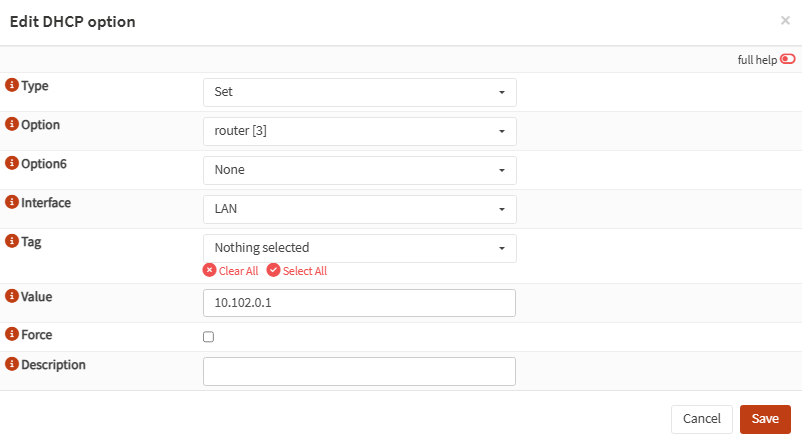 Edit DHCP option ×
full help
Type Set
Option router [3]
Option6 None
Interface LAN
Tag Nothing selected
Clear All Select All
Value 10.102.0.1
Force
Description
Cancel Save